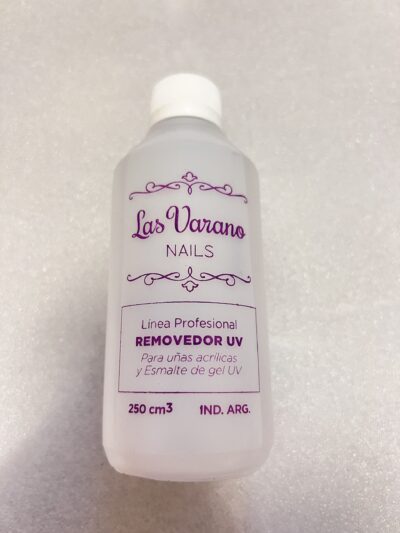 Las Varano
NAILS
Línea Profesional
REMOVEDOR UV
Para uñas acrílicas
y Esmalte de gel UV
250 cm3 IND. ARG.